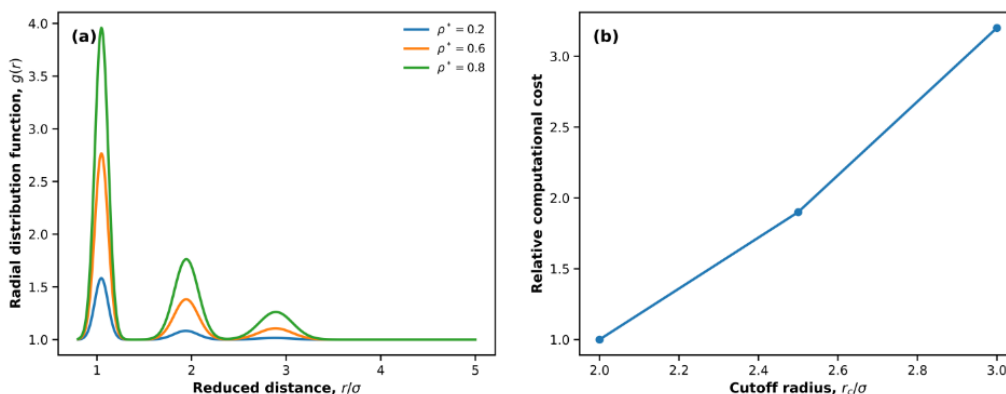 (a)
ρ* = 0.2
ρ* = 0.6
ρ* = 0.8
Radial distribution function, g(r)
4.0
3.5
3.0
2.5
2.0
1.5
1.0
1 2 3 4 5
Reduced distance, r/σ
(b)
Relative computational cost
3.0
2.5
2.0
1.5
1.0
2.0 2.2 2.4 2.6 2.8 3.0
Cutoff radius, r_c/σ